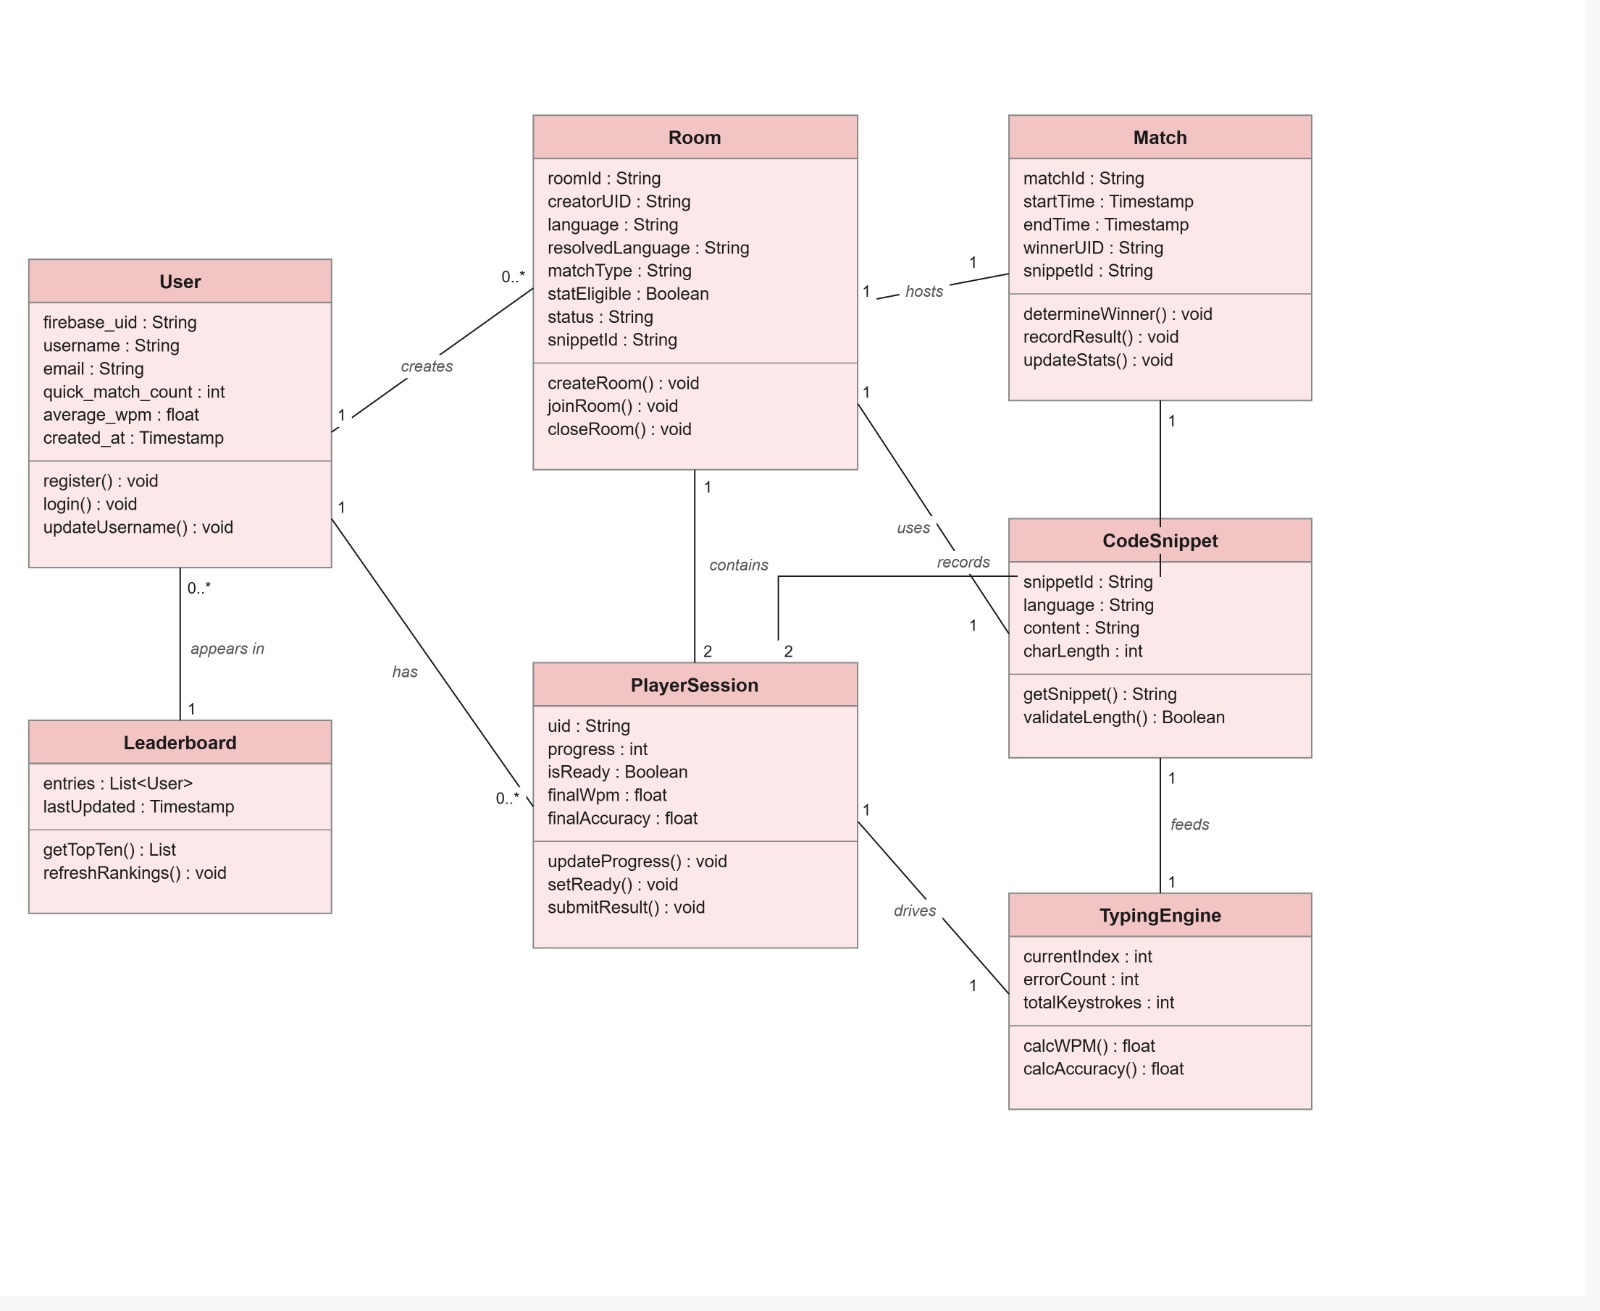 Room
roomId : String
creatorUID : String
language : String
resolvedLanguage : String
matchType : String
statEligible : Boolean
status : String
snippetId : String
createRoom() : void
joinRoom() : void
closeRoom() : void
Match
matchId : String
startTime : Timestamp
endTime : Timestamp
winnerUID : String
snippetId : String
determineWinner() : void
recordResult() : void
updateStats() : void
User
firebase_uid : String
username : String
email : String
quick_match_count : int
average_wpm : float
created_at : Timestamp
register() : void
login() : void
updateUsername() : void
0..*
creates
1
1
hosts
1
1
uses
1
1
records
2
1
contains
2
1
has
0..*
0..*
appears in
1
CodeSnippet
snippetId : String
language : String
content : String
charLength : int
getSnippet() : String
validateLength() : Boolean
PlayerSession
uid : String
progress : int
isReady : Boolean
finalWpm : float
finalAccuracy : float
updateProgress() : void
setReady() : void
submitResult() : void
Leaderboard
entries : List<User>
lastUpdated : Timestamp
getTopTen() : List
refreshRankings() : void
1
feeds
1
1
drives
1
TypingEngine
currentIndex : int
errorCount : int
totalKeystrokes : int
calcWPM() : float
calcAccuracy() : float